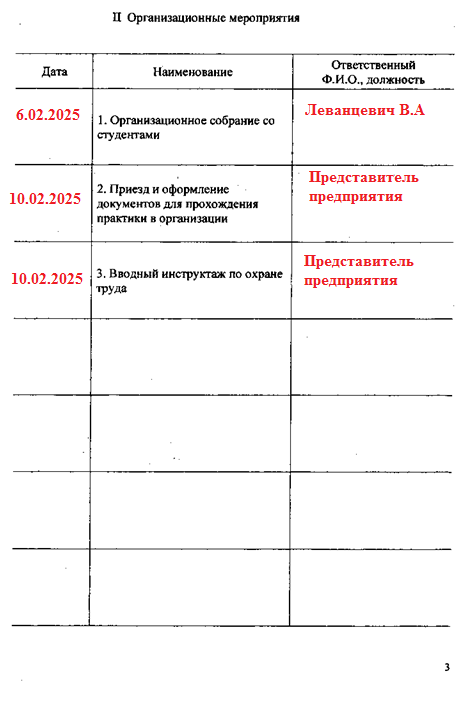 II Организационные мероприятия
Дата
Наименование
Ответственный
Ф.И.О., должность
6.02.2025
1. Организационное собрание со
студентами
Леванцевич В.А
10.02.2025
2. Приезд и оформление
документов для прохождения
практики в организации
Представитель
предприятия
10.02.2025
3. Вводный инструктаж по охране
труда
Представитель
предприятия
3